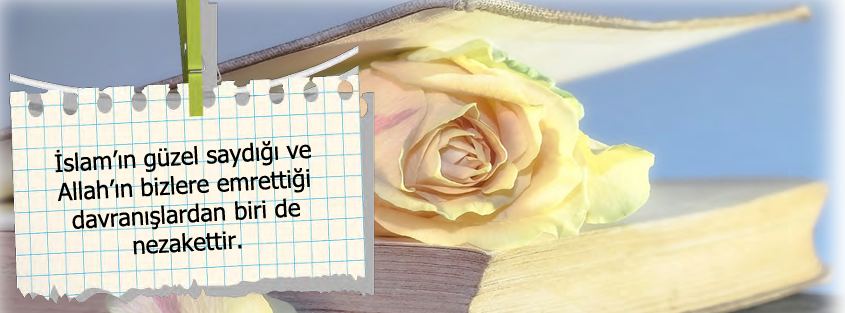 İslam’ın güzel saydığı ve
Allah’ın bizlere emrettiği
davranışlardan biri de
nezakettir.